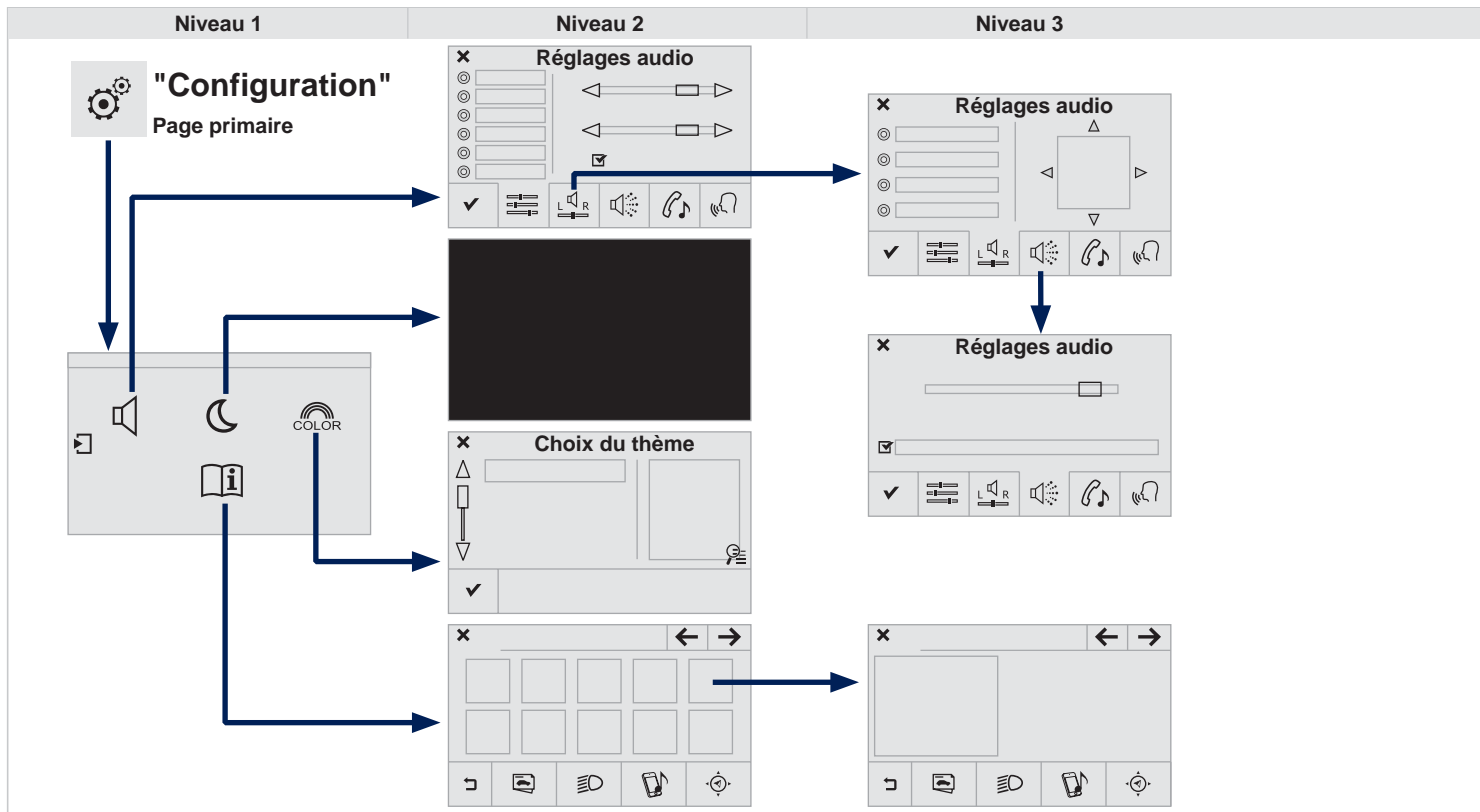 Niveau 1
Niveau 2
Niveau 3
"Configuration"
Page primaire
COLOR
Réglages audio
L R
Choix du thème
Réglages audio
L R
Réglages audio
L R